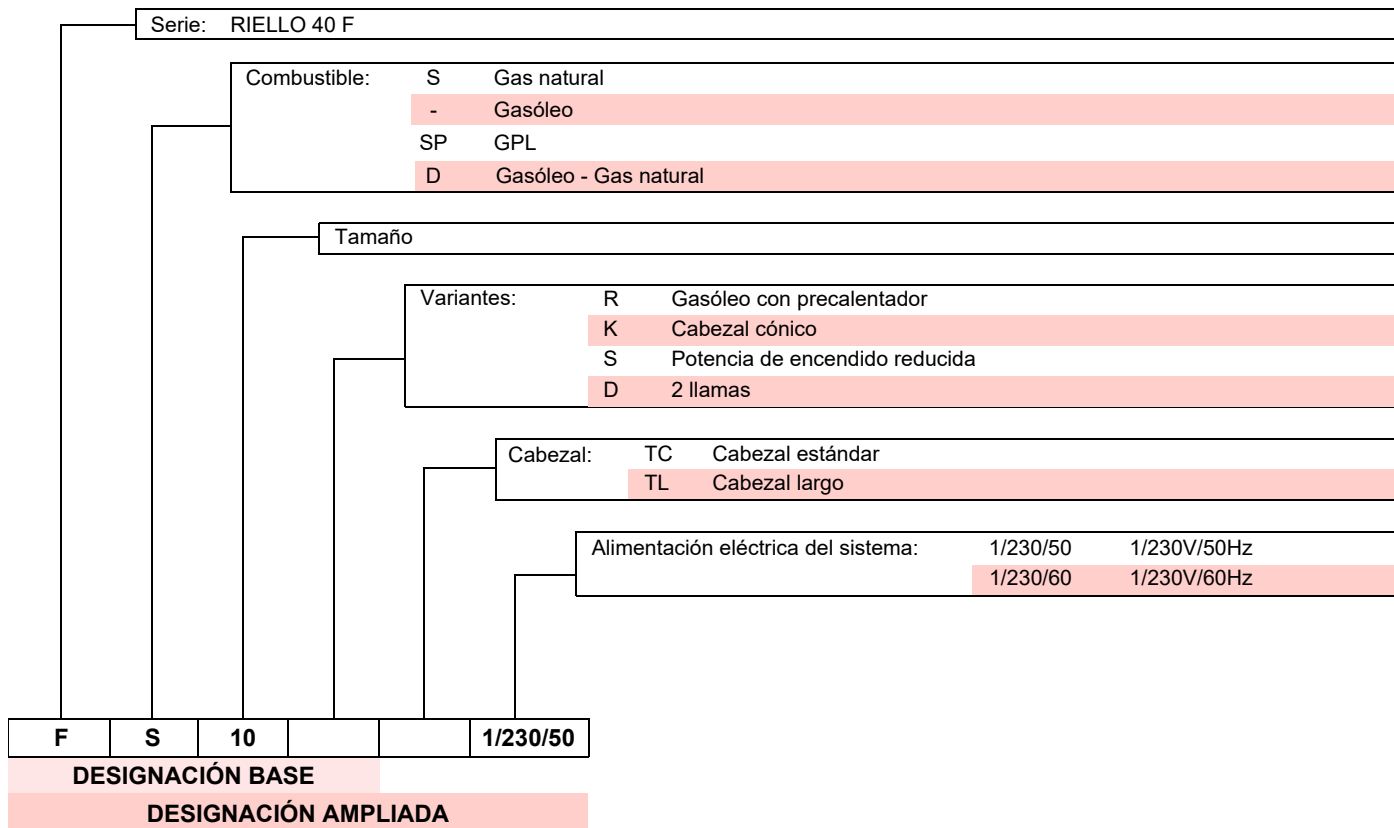 Serie: RIELLO 40 F
Combustible: S Gas natural
- Gasóleo
SP GPL
D Gasóleo - Gas natural
Tamaño
Variantes: R Gasóleo con precalentador
K Cabezal cónico
S Potencia de encendido reducida
D 2 llamas
Cabezal: TC Cabezal estándar
TL Cabezal largo
Alimentación eléctrica del sistema: 1/230/50 1/230V/50Hz
1/230/60 1/230V/60Hz
F S 10 1/230/50
DESIGNACIÓN BASE
DESIGNACIÓN AMPLIADA